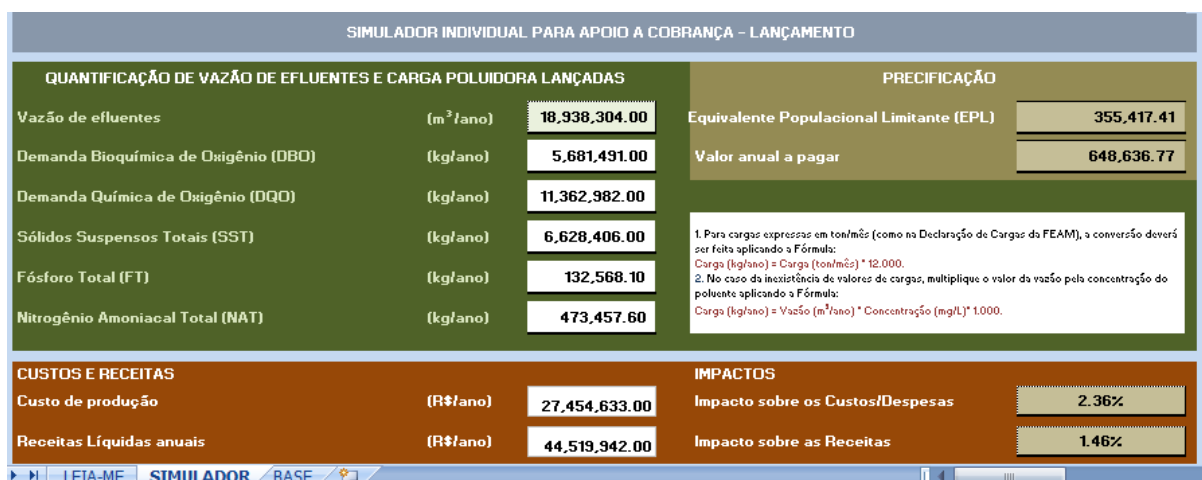 SIMULADOR INDIVIDUAL PARA APOIO A COBRANÇA – LANÇAMENTO
QUANTIFICAÇÃO DE VAZÃO DE EFLUENTES E CARGA POLUIDORA LANÇADAS
Vazão de efluentes (m³/ano) 18,938,304.00
Demanda Bioquímica de Oxigênio (DBO) (kg/ano) 5,681,491.00
Demanda Química de Oxigênio (DQO) (kg/ano) 11,362,982.00
Sólidos Suspensos Totais (SST) (kg/ano) 6,628,406.00
Fósforo Total (FT) (kg/ano) 132,568.10
Nitrogênio Amoniacal Total (NAT) (kg/ano) 473,457.60
PRECIFICAÇÃO
Equivalente Populacional Limitante (EPL) 355,417.41
Valor anual a pagar 648,636.77
1. Para cargas expressas em ton/mês (como na Declaração de Cargas da FEAM), a conversão deverá
ser feita aplicando a Fórmula:
Carga (kg/ano) = Carga (ton/mês) * 12.000.
2. No caso da inexistência de valores de cargas, multiplique o valor da vazão pela concentração do
poluente aplicando a Fórmula:
Carga (kg/ano) = Vazão (m³/ano) * Concentração (mg/L)* 1.000.
CUSTOS E RECEITAS
Custo de produção (R$/ano) 27,454,633.00
Receitas Líquidas anuais (R$/ano) 44,519,942.00
IMPACTOS
Impacto sobre os Custos/Despesas 2.36%
Impacto sobre as Receitas 1.46%
LEIA-ME SIMULADOR BASE